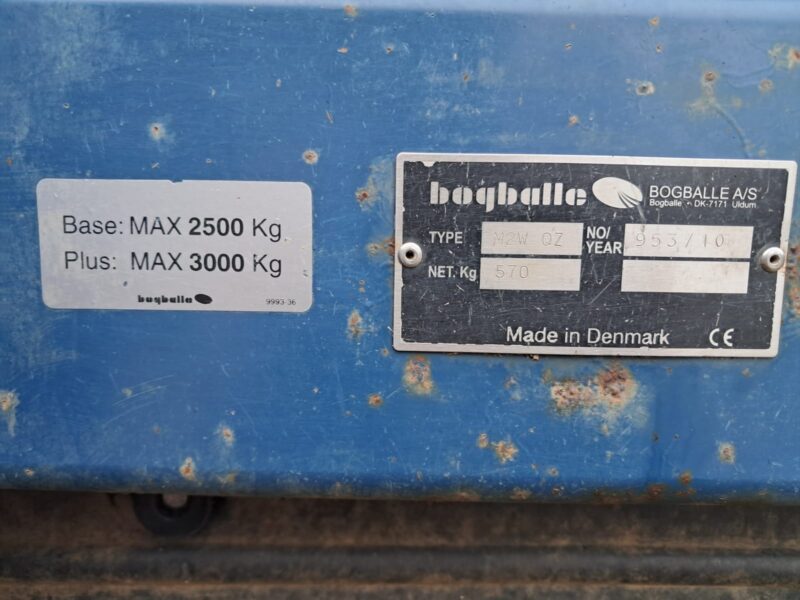 Base: MAX 2500 Kg
Plus: MAX 3000 Kg
bogballe
9993-36
bogballe
BOGBALLE A/S
Bogballe - DK-7171 Uldum
TYPE M2W QZ NO/YEAR 953/10
NET. Kg 570
Made in Denmark CE